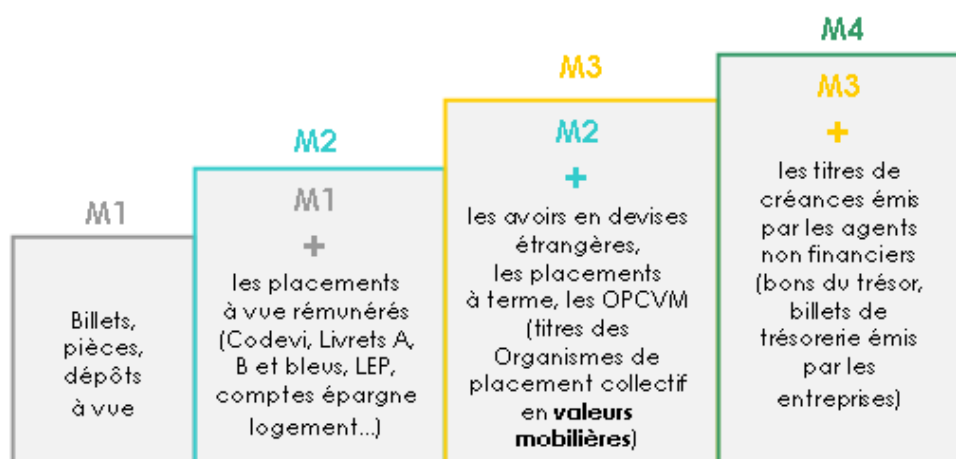 M1
Billets,
pièces,
dépôts
à vue
M2
M1
+
les placements
à vue rémunérés
(Codevi, Livrets A,
B et bleus, LEP,
comptes épargne
logement...)
M3
M2
+
les avoirs en devises
étrangères,
les placements
à terme, les OPCVM
(titres des
Organismes de
placement collectif
en valeurs
mobilières)
M4
M3
+
les titres de
créances émis
par les agents
non financiers
(bons du trésor,
billets de
trésorerie émis
par les
entreprises)